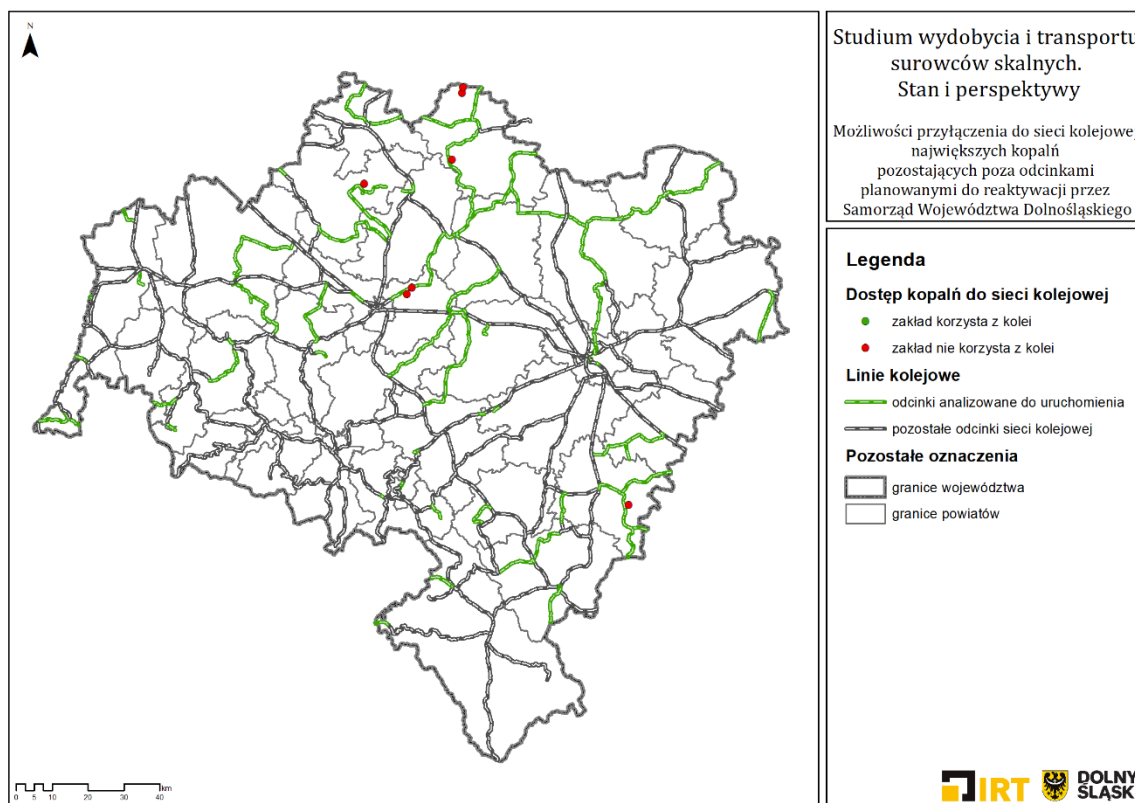 N
Studium wydobycia i transportu
surowców skalnych.
Stan i perspektywy
Możliwości przyłączenia do sieci kolejowej
największych kopalń
pozostających poza odcinkami
planowanymi do reaktywacji przez
Samorząd Województwa Dolnośląskiego
Legenda
Dostęp kopalń do sieci kolejowej
zakład korzysta z kolei
zakład nie korzysta z kolei
Linie kolejowe
odcinki analizowane do uruchomienia
pozostałe odcinki sieci kolejowej
Pozostałe oznaczenia
granice województwa
granice powiatów
0 5 10 20 30 40 km
IRT
DOLNY
ŚLĄSK